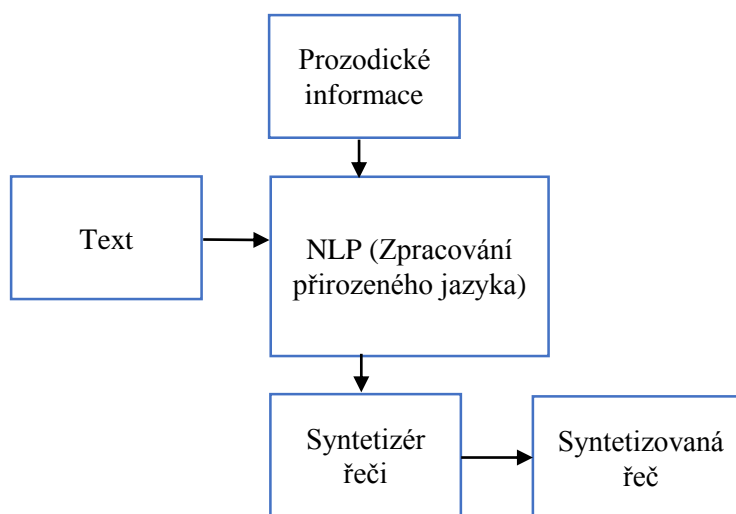 Prozodické
informace
Text
NLP (Zpracování
přirozeného jazyka)
Syntetizér
řeči
Syntetizovaná
řeč